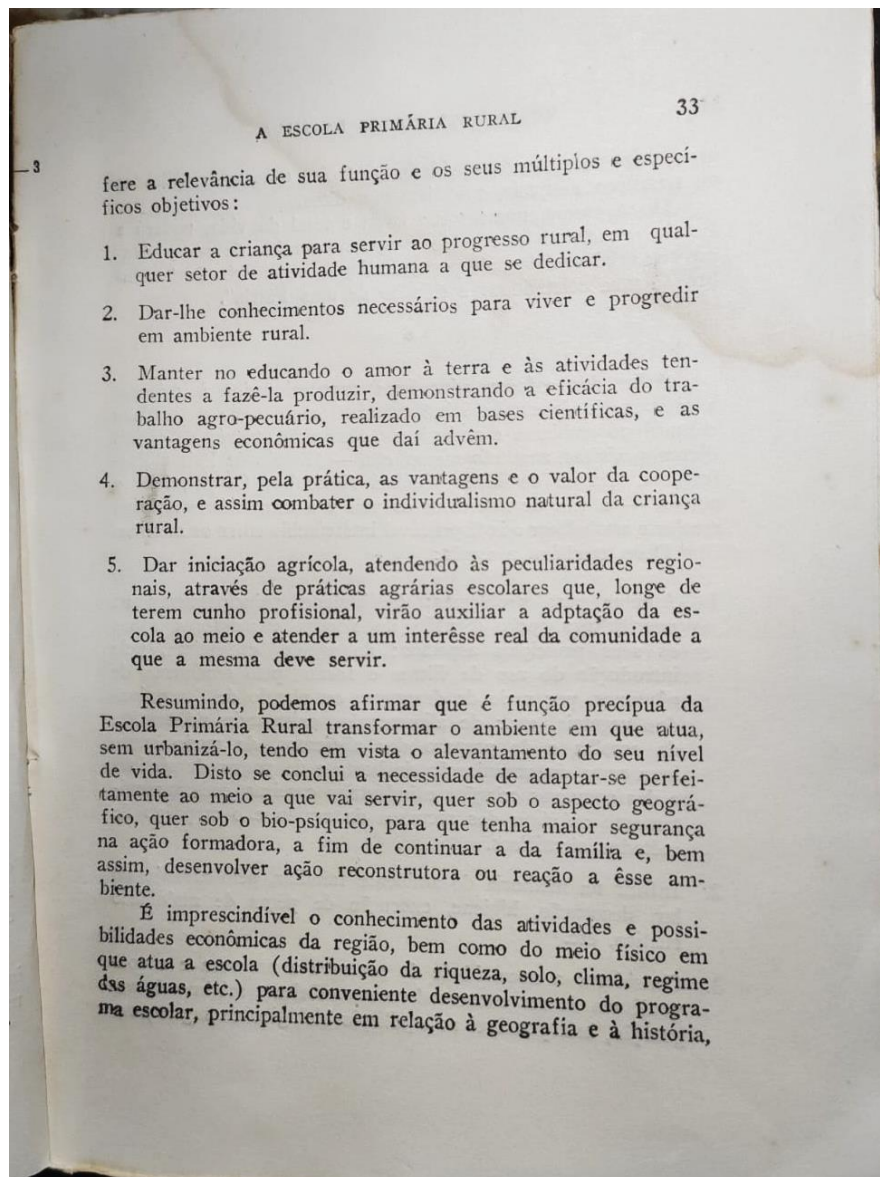 33
A ESCOLA PRIMÁRIA RURAL
— 3
fere a relevância de sua função e os seus múltiplos e especí-
ficos objetivos:
1. Educar a criança para servir ao progresso rural, em qual-
quer setor de atividade humana a que se dedicar.
2. Dar-lhe conhecimentos necessários para viver e progredir
em ambiente rural.
3. Manter no educando o amor à terra e às atividades ten-
dentes a fazê-la produzir, demonstrando a eficácia do tra-
balho agro-pecuário, realizado em bases científicas, e as
vantagens econômicas que daí advêm.
4. Demonstrar, pela prática, as vantagens e o valor da coope-
ração, e assim combater o individualismo natural da criança
rural.
5. Dar iniciação agrícola, atendendo às peculiaridades regio-
nais, através de práticas agrárias escolares que, longe de
terem cunho profisional, virão auxiliar a adptação da es-
cola ao meio e atender a um interêsse real da comunidade a
que a mesma deve servir.
Resumindo, podemos afirmar que é função precípua da
Escola Primária Rural transformar o ambiente em que atua,
sem urbanizá-lo, tendo em vista o alevantamento do seu nível
de vida. Disto se conclui a necessidade de adaptar-se perfei-
tamente ao meio a que vai servir, quer sob o aspecto geográ-
fico, quer sob o bio-psíquico, para que tenha maior segurança
na ação formadora, a fim de continuar a da família e, bem
assim, desenvolver ação reconstrutora ou reação a êsse am-
biente.
É imprescindível o conhecimento das atividades e possi-
bilidades econômicas da região, bem como do meio físico em
que atua a escola (distribuição da riqueza, solo, clima, regime
das águas, etc.) para conveniente desenvolvimento do progra-
ma escolar, principalmente em relação à geografia e à história,